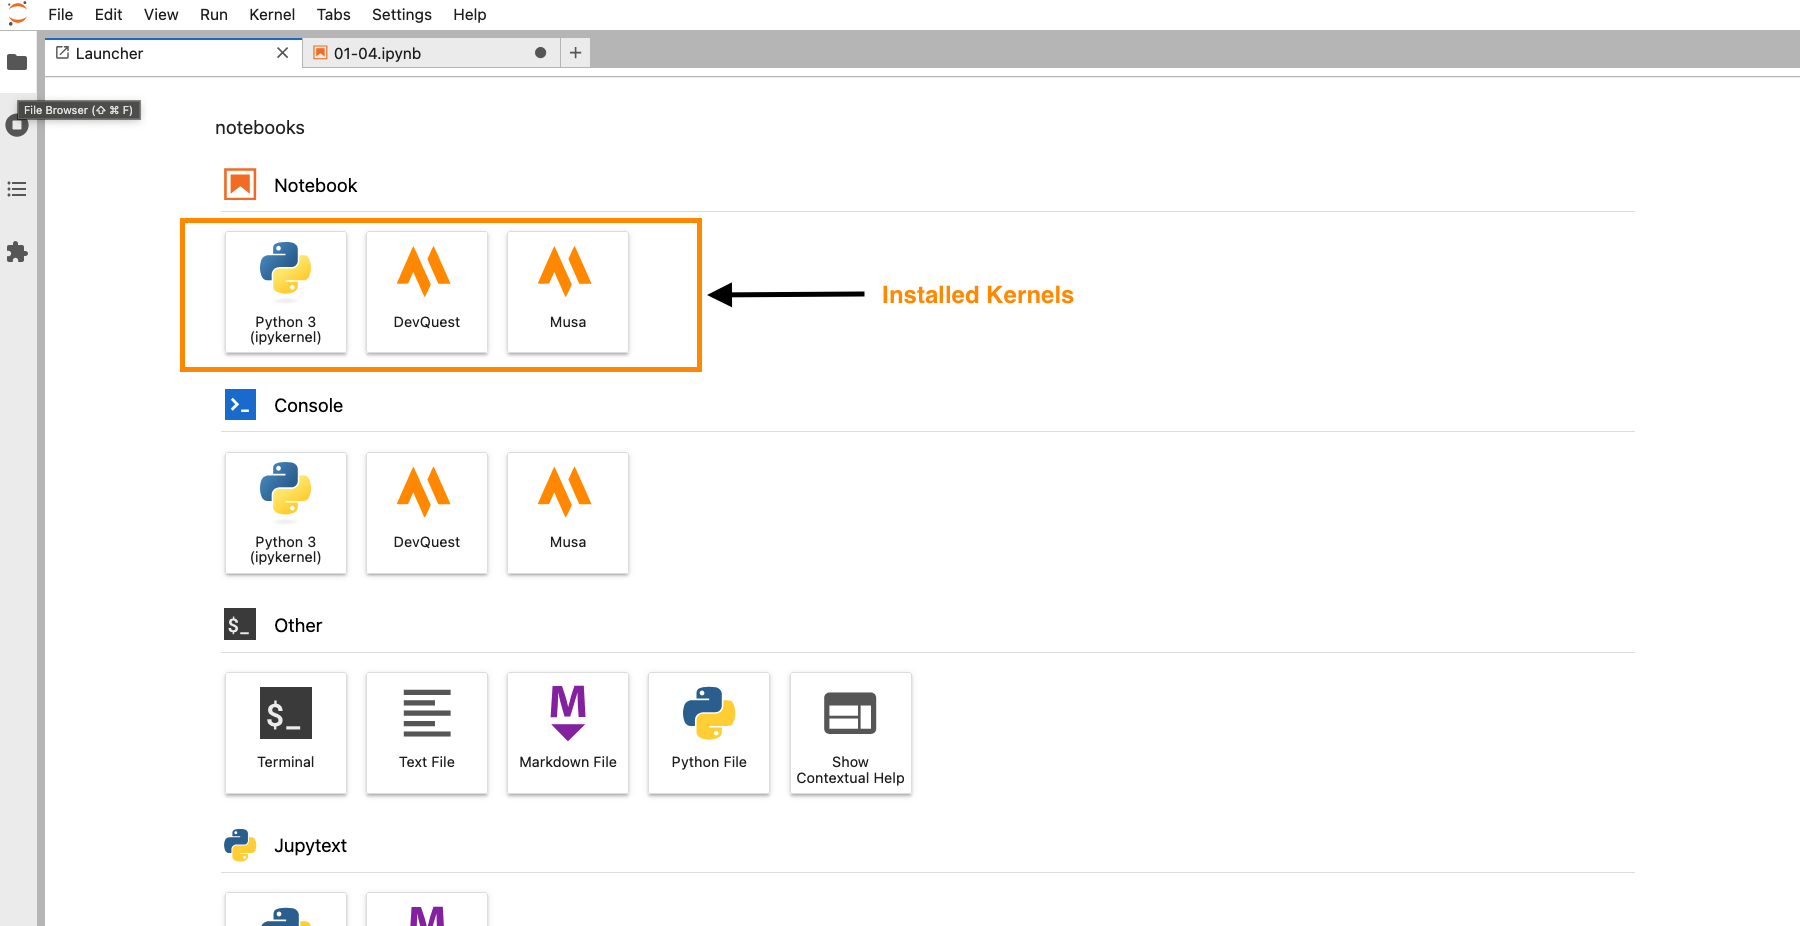 File Edit View Run Kernel Tabs Settings Help
Launcher
01-04.ipynb
File Browser (⇧ ⌘ F)
notebooks
Notebook
Python 3
(ipykernel)
DevQuest
Musa
Installed Kernels
Console
Python 3
(ipykernel)
DevQuest
Musa
$_
Other
$_
Terminal
Text File
M
Markdown File
Python File
Show
Contextual Help
Jupytext
M